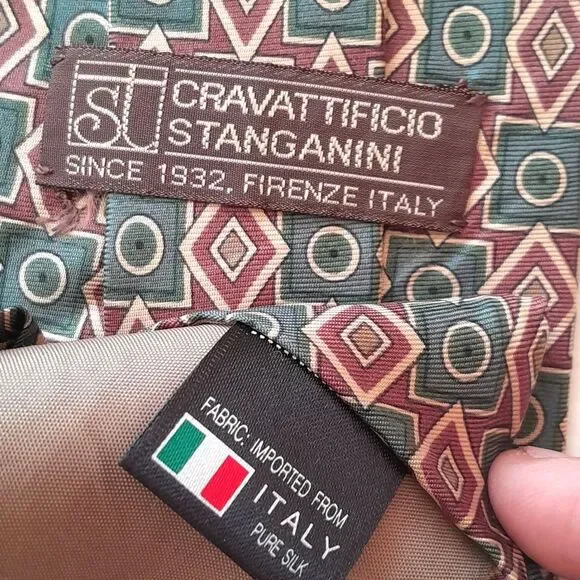 st
CRAVATTIFICIO
STANGANINI
SINCE 1932, FIRENZE ITALY
FABRIC: IMPORTED FROM
ITALY
PURE SILK